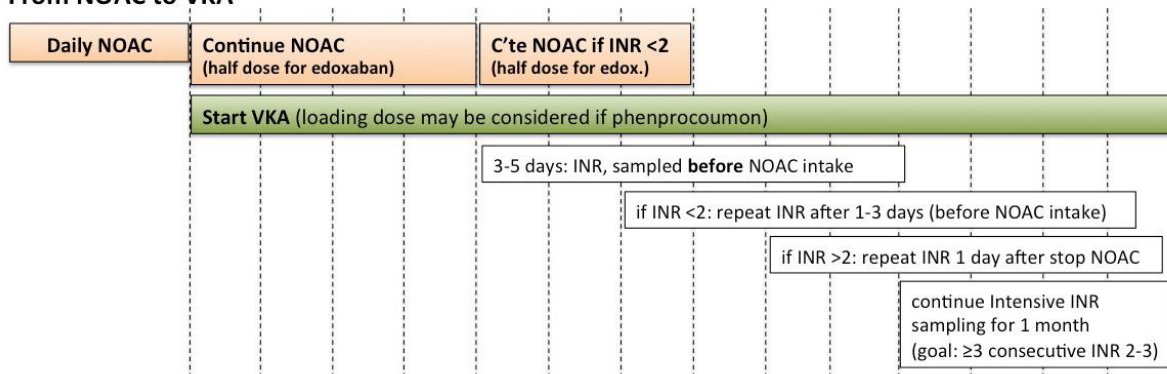 From NOAC to VKA
Daily NOAC
Continue NOAC
(half dose for edoxaban)
C'te NOAC if INR <2
(half dose for edox.)
Start VKA (loading dose may be considered if phenprocoumon)
3-5 days: INR, sampled before NOAC intake
if INR <2: repeat INR after 1-3 days (before NOAC intake)
if INR >2: repeat INR 1 day after stop NOAC
continue Intensive INR
sampling for 1 month
(goal: ≥3 consecutive INR 2-3)